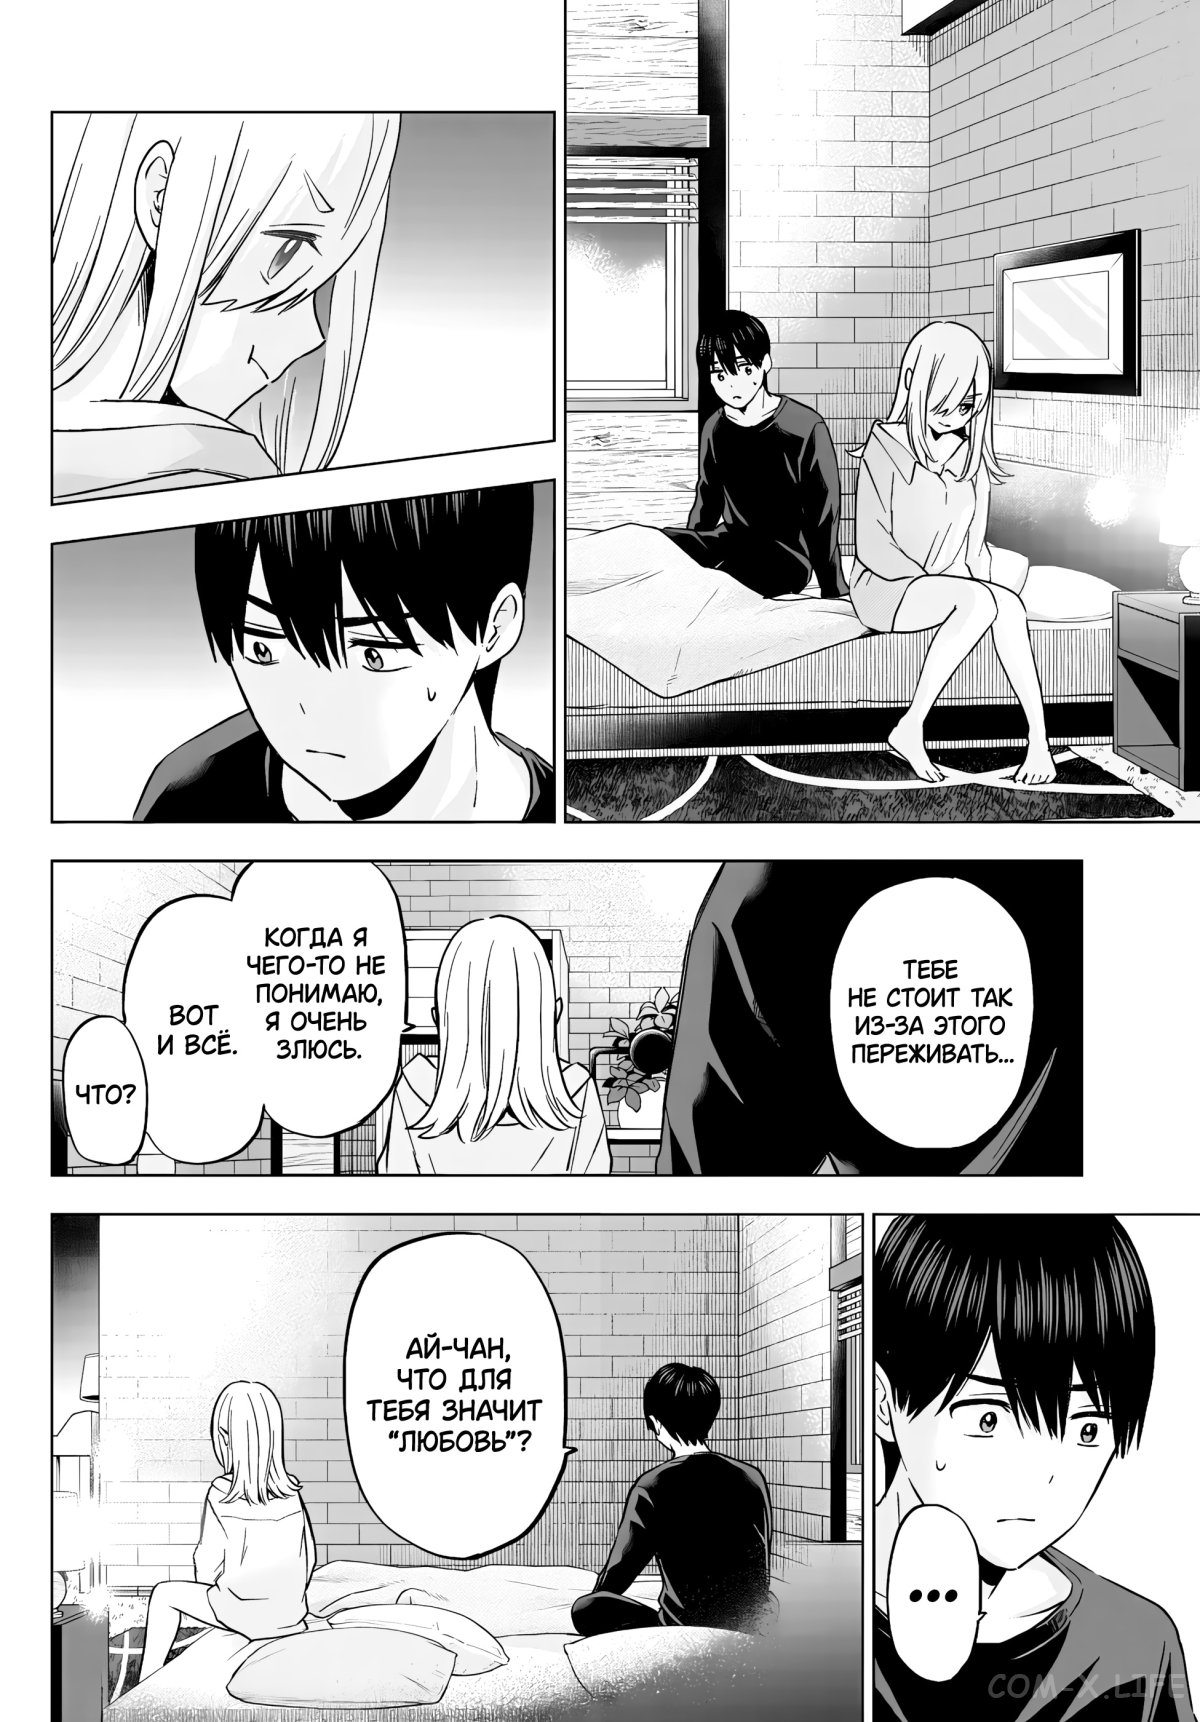 ТЕБЕ
НЕ СТОИТ ТАК
ИЗ-ЗА ЭТОГО
ПЕРЕЖИВАТЬ...
КОГДА Я
ЧЕГО-ТО НЕ
ПОНИМАЮ,
Я ОЧЕНЬ
ЗЛЮСЬ.
ВОТ
И ВСЁ.
ЧТО?
...
АЙ-ЧАН,
ЧТО ДЛЯ
ТЕБЯ ЗНАЧИТ
“ЛЮБОВЬ”?
COM-X.LIFE